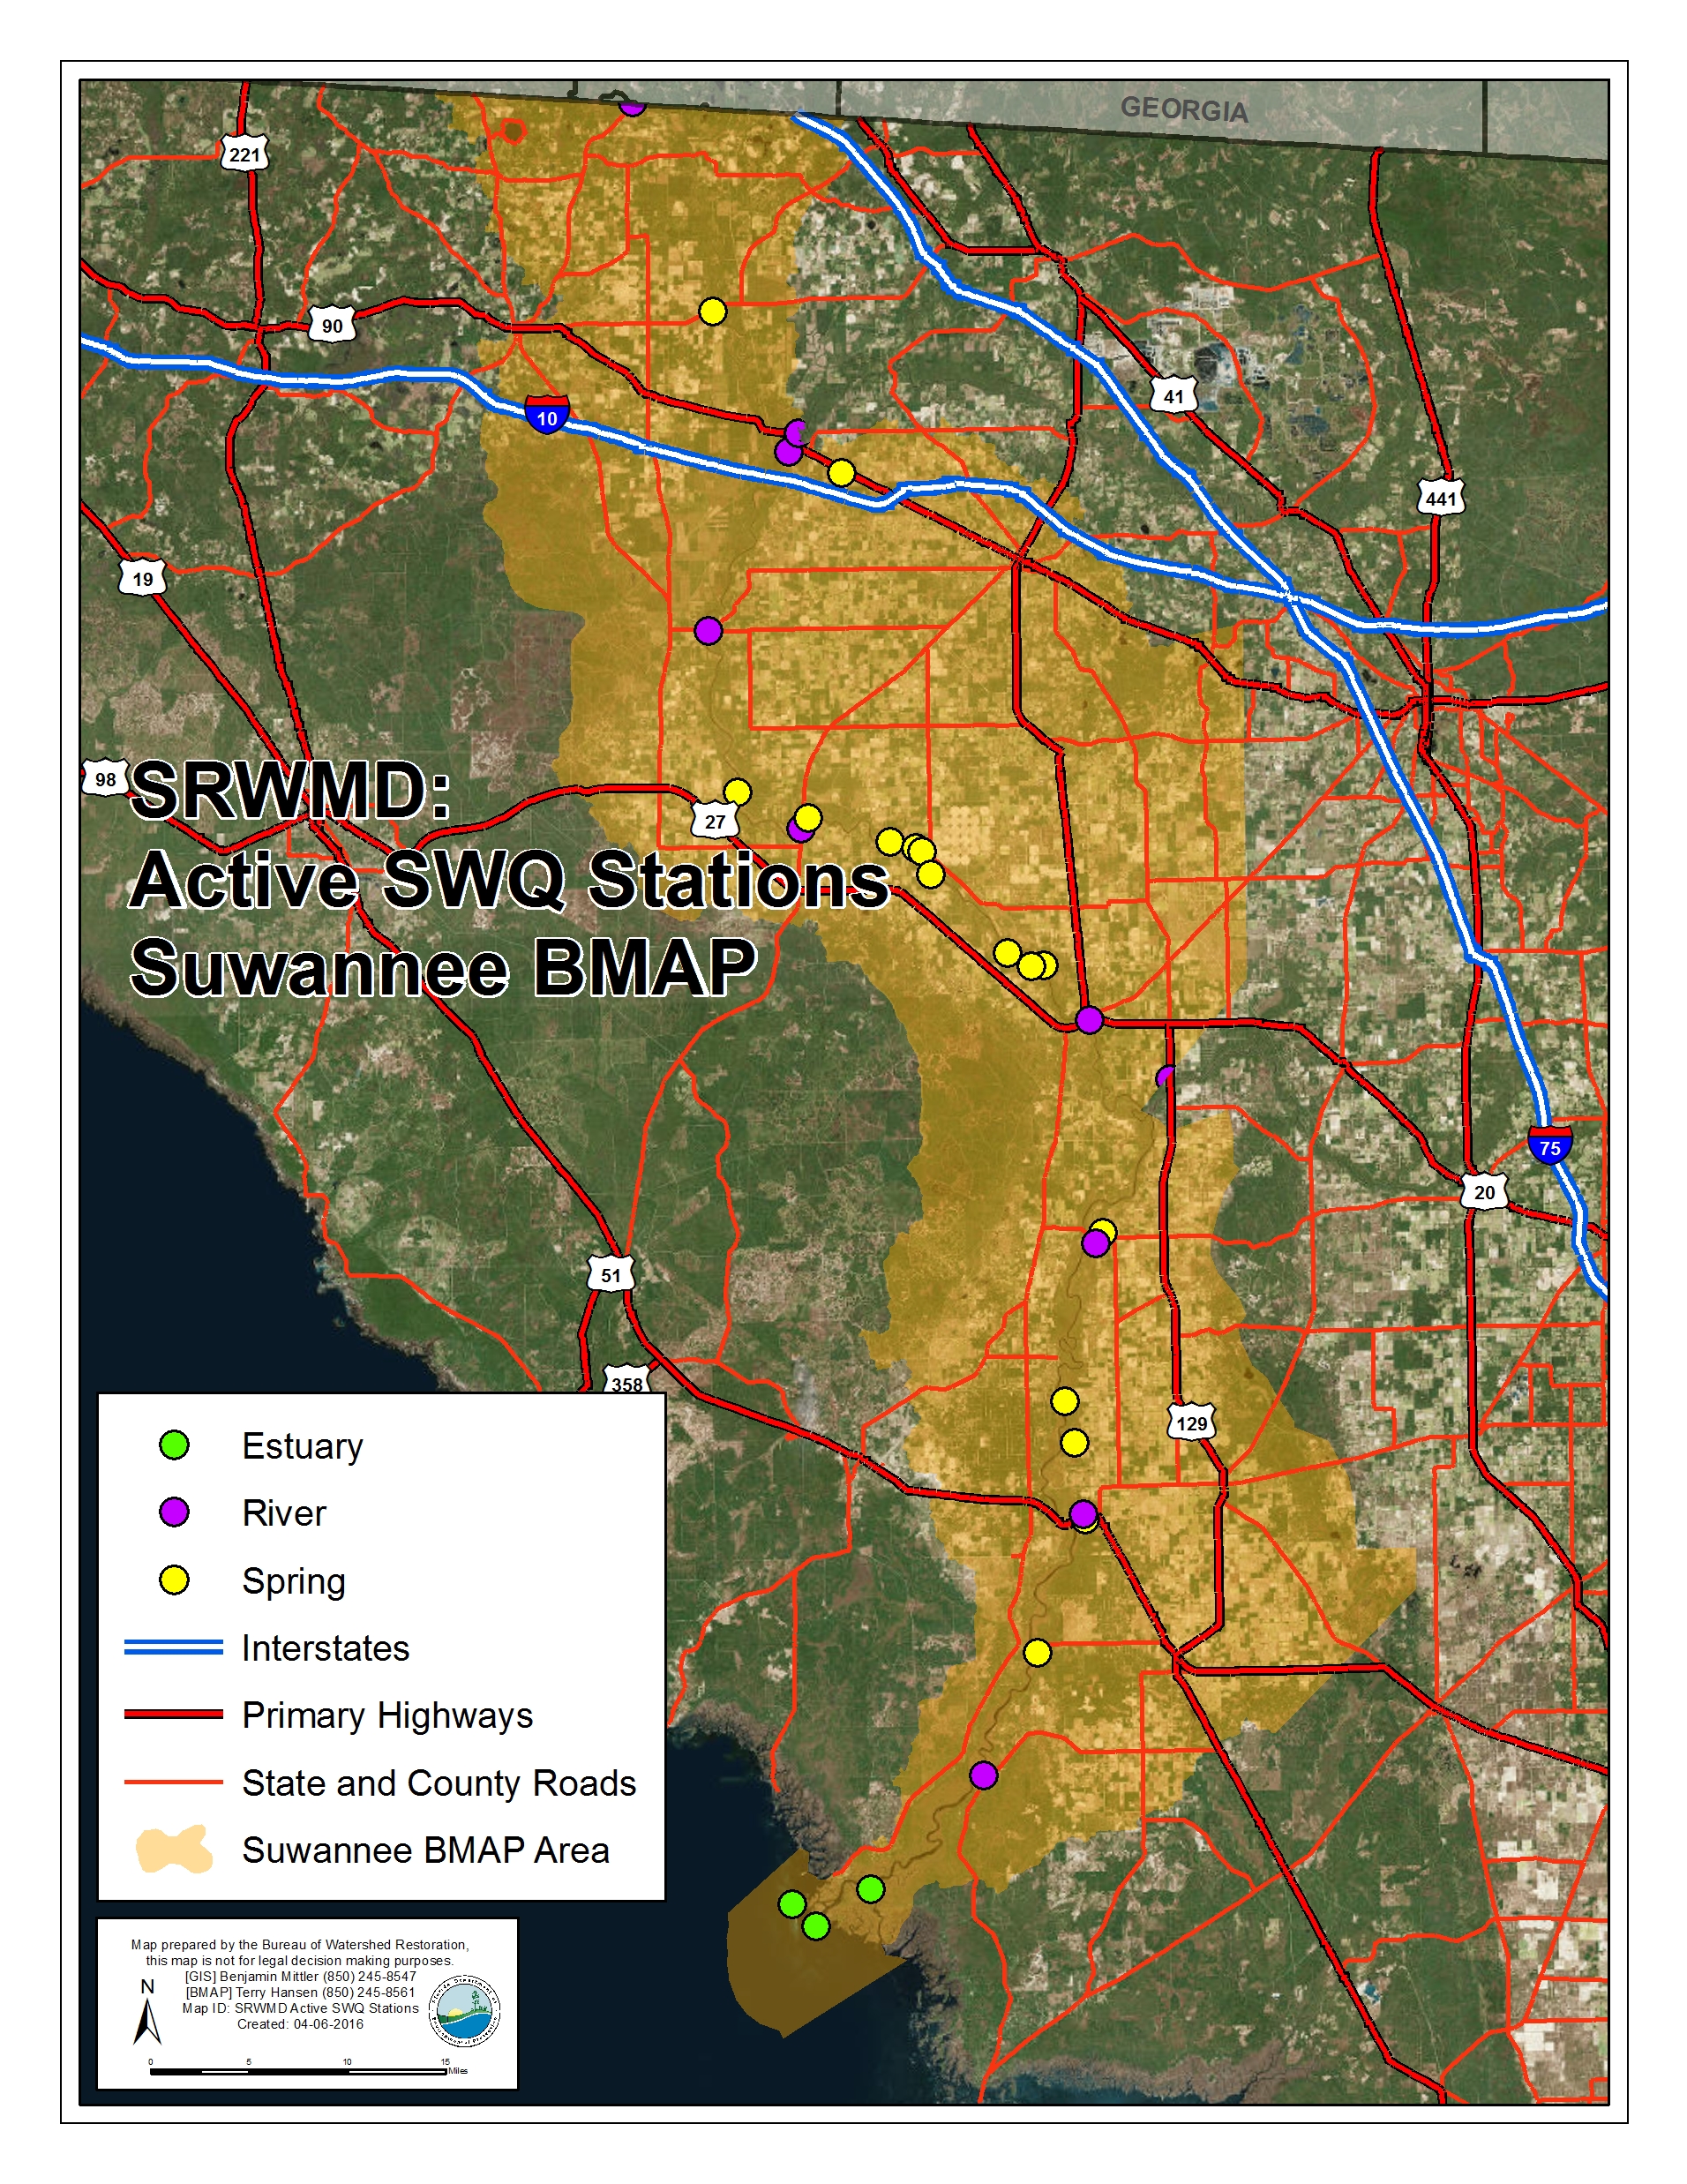 GEORGIA
221
90
10
41
441
19
98
SRWMD:
27
Active SWQ Stations
Suwannee BMAP
75
20
51
358
129
Estuary
River
Spring
Interstates
Primary Highways
State and County Roads
Suwannee BMAP Area
Map prepared by the Bureau of Watershed Restoration,
this map is not for legal decision making purposes.
[GIS] Benjamin Mittler (850) 245-8547
[BMAP] Terry Hansen (850) 245-8561
Map ID: SRWMD Active SWQ Stations
Created: 04-06-2016
N
0 5 10 15
Miles